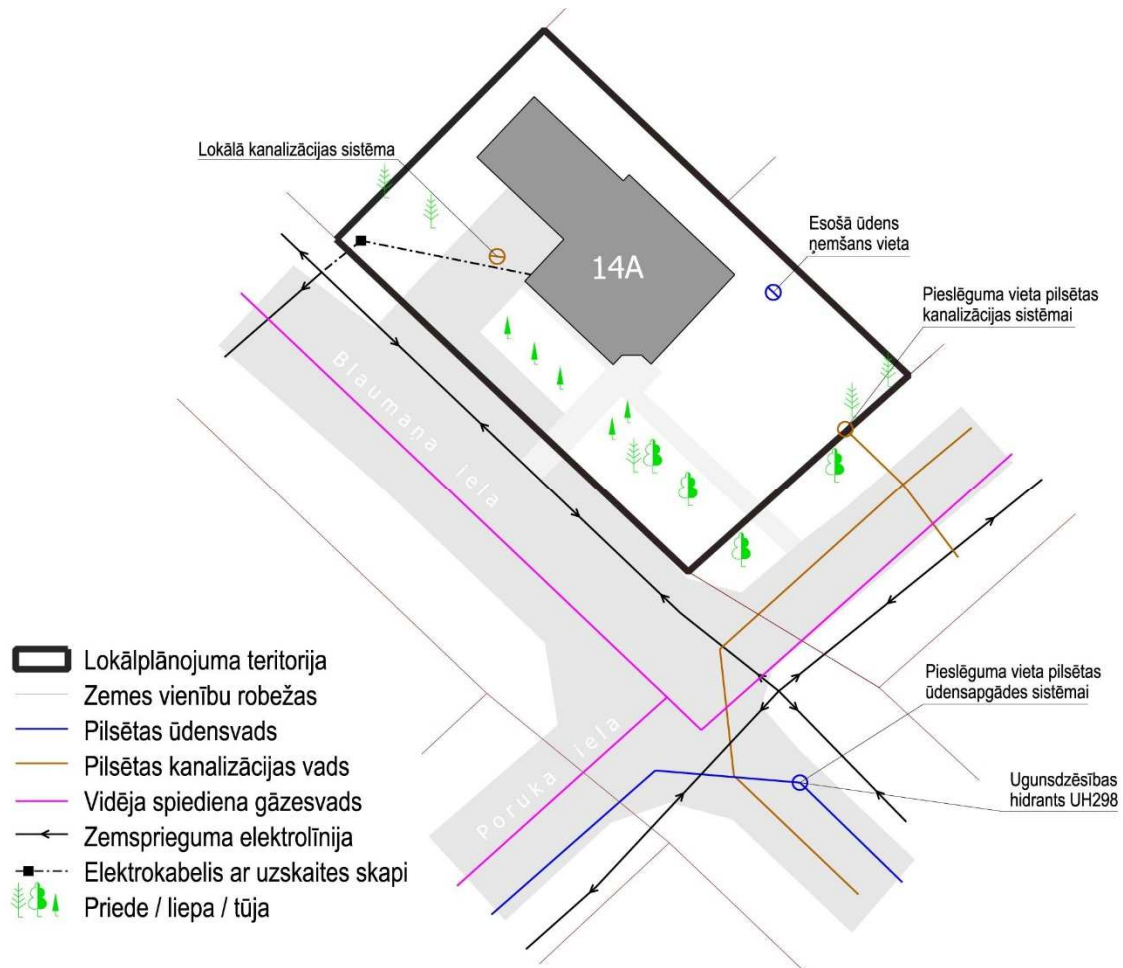 Lokālā kanalizācijas sistēma
Esošā ūdens
ņemšans vieta
14A
Pieslēguma vieta pilsētas
kanalizācijas sistēmai
Blaumaņa iela
Lokālplānojuma teritorija
Zemes vienību robežas
Pilsētas ūdensvads
Pilsētas kanalizācijas vads
Vidēja spiediena gāzesvads
Zemsprieguma elektrolīnija
Elektrokabelis ar uzskaites skapi
Priede / liepa / tūja
Pieslēguma vieta pilsētas
ūdensapgādes sistēmai
Poruka iela
Ugunsdzēsības
hidrants UH298